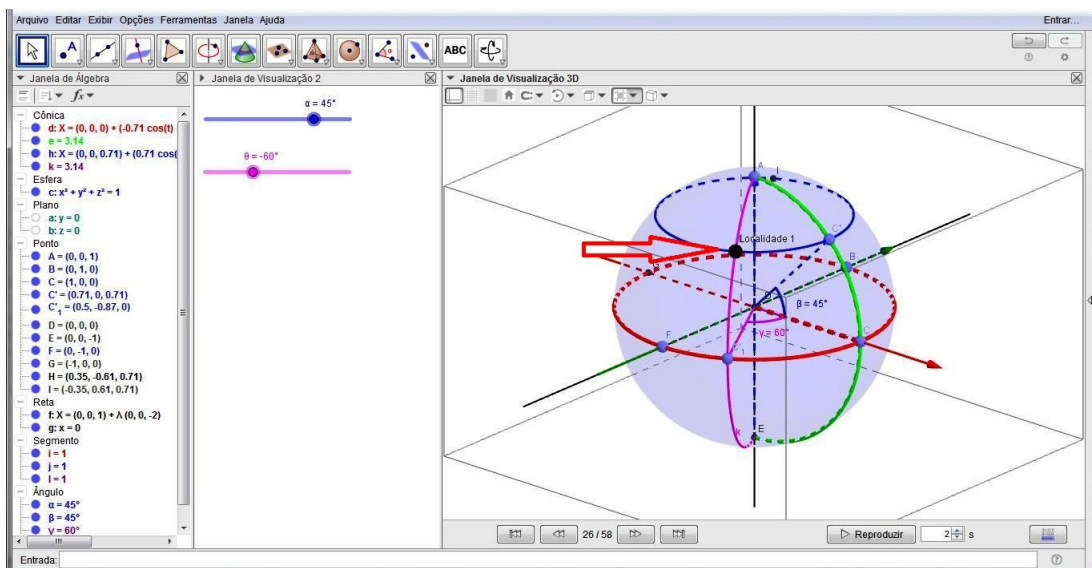 Arquivo Editar Exibir Opções Ferramentas Janela Ajuda
Entrar...
ABC
Janela de Álgebra
Janela de Visualização 2
Janela de Visualização 3D
Cônica
d: X = (0, 0, 0) + (-0.71 cos(t)
e = 3.14
h: X = (0, 0, 0.71) + (0.71 cos(
k = 3.14
Esfera
c: x² + y² + z² = 1
Plano
a: y = 0
b: z = 0
Ponto
A = (0, 0, 1)
B = (0, 1, 0)
C = (1, 0, 0)
C' = (0.71, 0, 0.71)
C'₁ = (0.5, -0.87, 0)
D = (0, 0, 0)
E = (0, 0, -1)
F = (0, -1, 0)
G = (-1, 0, 0)
H = (0.35, -0.61, 0.71)
I = (-0.35, 0.61, 0.71)
Reta
f: X = (0, 0, 1) + λ (0, 0, -2)
g: x = 0
Segmento
i = 1
j = 1
l = 1
Ângulo
α = 45°
β = 45°
γ = 60°
α = 45°
θ = -60°
A
I
C'
Localidade 1
B
G
β = 45°
γ = 60°
F
C
k
E
26 / 58
Reproduzir
2
s
Entrada: